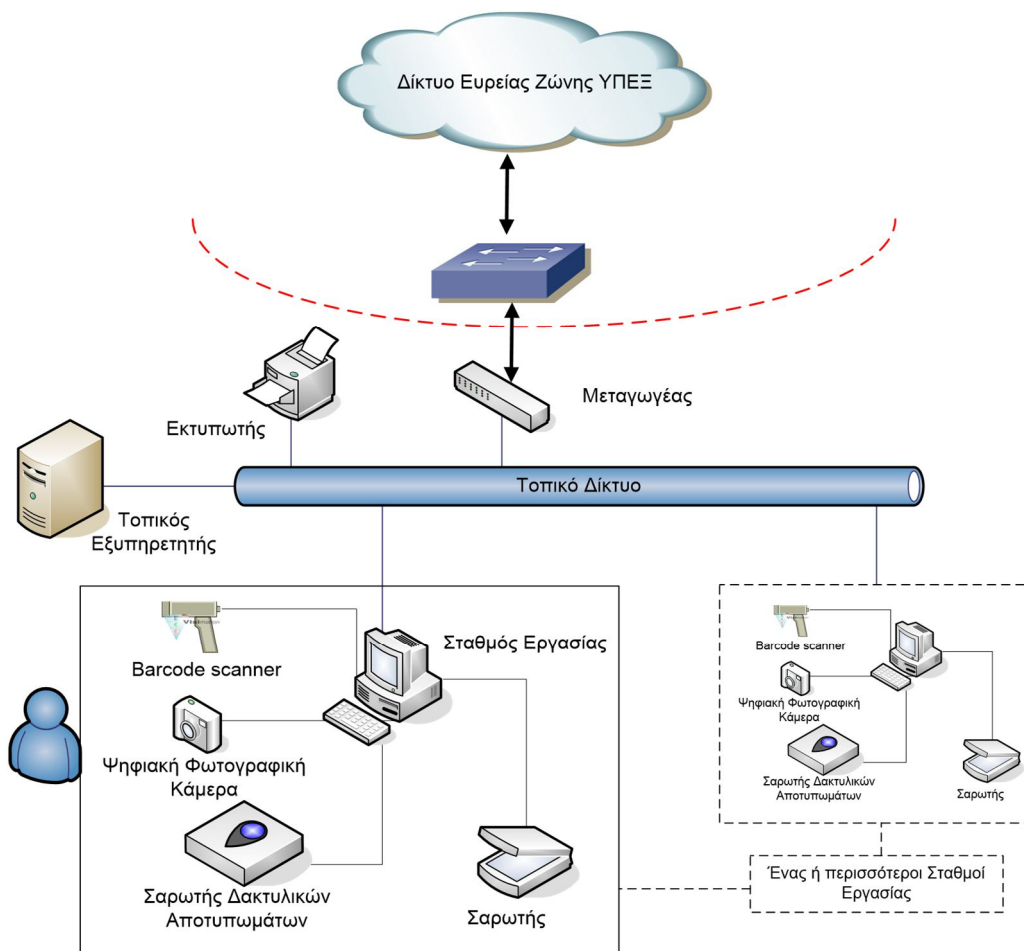 Δίκτυο Ευρείας Ζώνης ΥΠΕΞ
Μεταγωγέας
Εκτυπωτής
Τοπικό Δίκτυο
Τοπικός
Εξυπηρετητής
Barcode scanner
Σταθμός Εργασίας
Ψηφιακή Φωτογραφική
Κάμερα
Σαρωτής Δακτυλικών
Αποτυπωμάτων
Σαρωτής
Barcode scanner
Ψηφιακή Φωτογραφική
Κάμερα
Σαρωτής Δακτυλικών
Αποτυπωμάτων
Σαρωτής
Ένας ή περισσότεροι Σταθμοί
Εργασίας